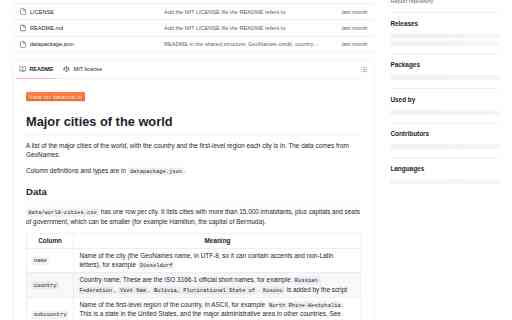 Report repository
LICENSE Add the MIT LICENSE file the README refers to last month
README.md Add the MIT LICENSE file the README refers to last month
datapackage.json README in the shared structure: GeoNames credit, country… last month
README MIT license
Major cities of the world
A list of the major cities of the world, with the country and the first-level region each city is in. The data comes from
GeoNames.
Column definitions and types are in datapackage.json.
Data
data/world-cities.csv has one row per city. It lists cities with more than 15,000 inhabitants, plus capitals and seats
of government, which can be smaller (for example Hamilton, the capital of Bermuda).
Column Meaning
name Name of the city (the GeoNames name, in UTF-8, so it can contain accents and non-Latin
letters), for example Düsseldorf
country Country name. These are the ISO 3166-1 official short names, for example Russian
Federation, Viet Nam, Bolivia, Plurinational State of. Kosovo is added by the script
subcountry Name of the first-level region of the country, in ASCII, for example North Rhine-Westphalia.
This is a state in the United States, and the major administrative area in other countries. See
Releases
Packages
Used by
Contributors
Languages